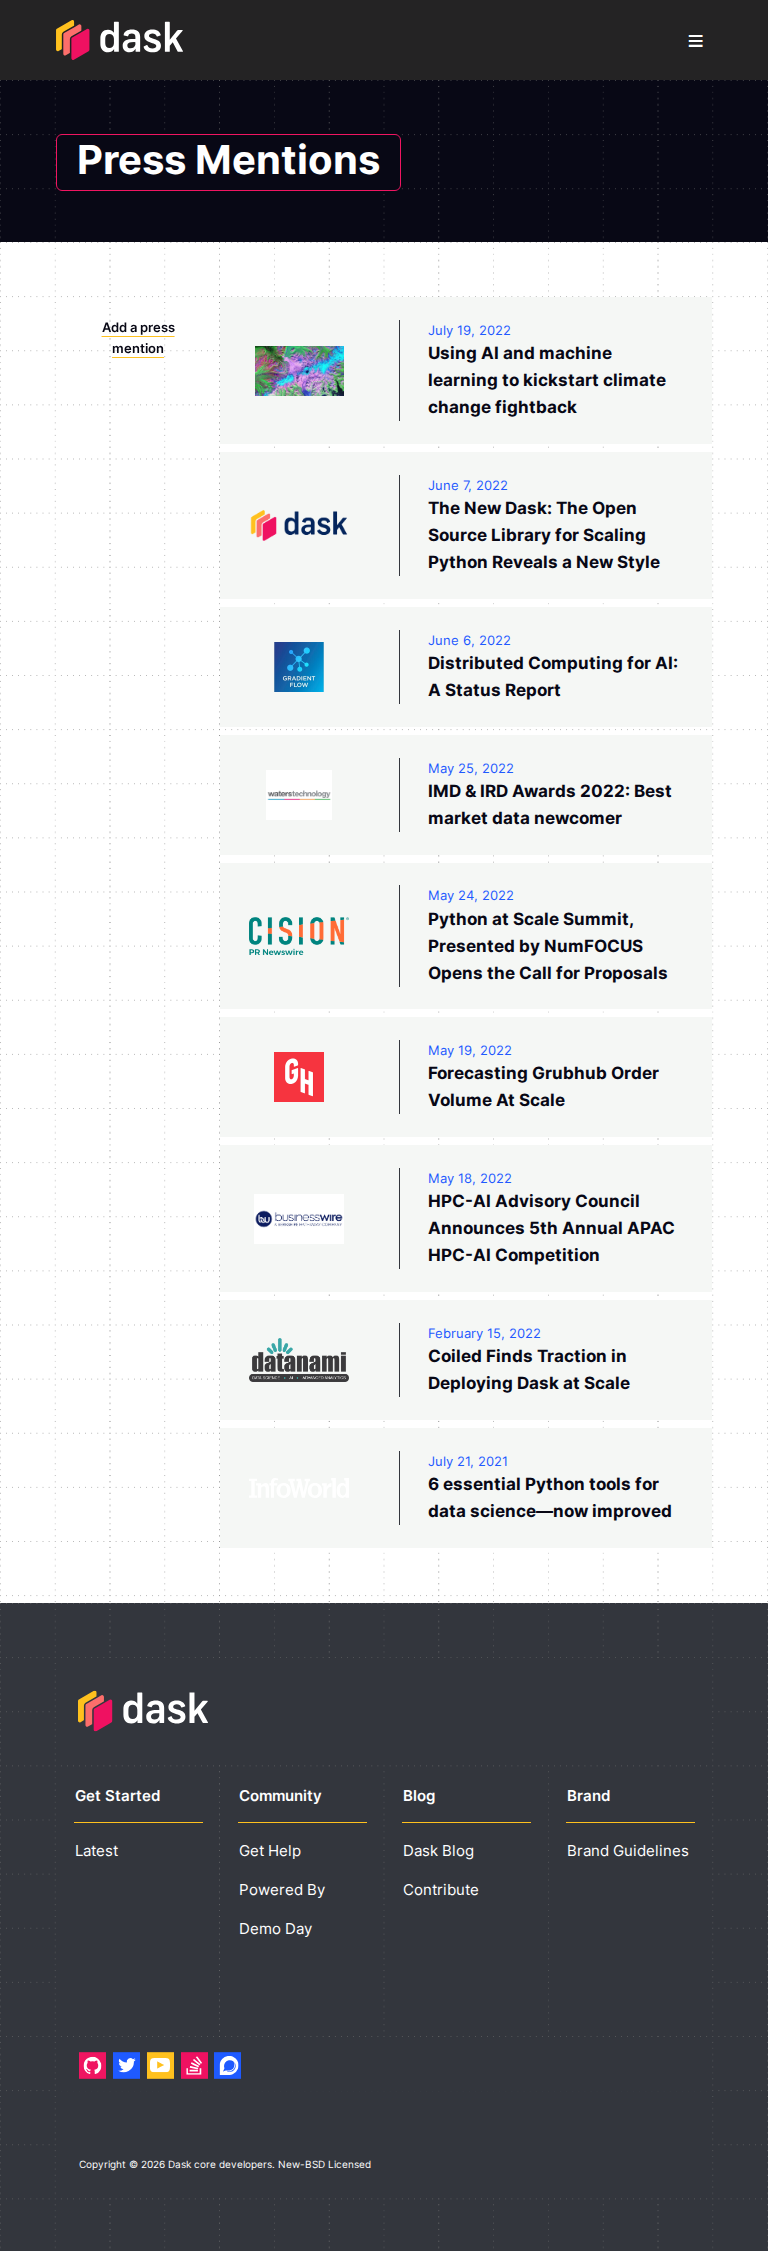 dask
Press Mentions
Add a press
mention
July 19, 2022
Using AI and machine
learning to kickstart climate
change fightback
dask
June 7, 2022
The New Dask: The Open
Source Library for Scaling
Python Reveals a New Style
GRADIENT
FLOW
June 6, 2022
Distributed Computing for AI:
A Status Report
waterstechnology
May 25, 2022
IMD & IRD Awards 2022: Best
market data newcomer
CISION
PR Newswire
May 24, 2022
Python at Scale Summit,
Presented by NumFOCUS
Opens the Call for Proposals
GH
May 19, 2022
Forecasting Grubhub Order
Volume At Scale
businesswire
A BERKSHIRE HATHAWAY COMPANY
May 18, 2022
HPC-AI Advisory Council
Announces 5th Annual APAC
HPC-AI Competition
datanami
DATA SCIENCE • AI • ADVANCED ANALYTICS
February 15, 2022
Coiled Finds Traction in
Deploying Dask at Scale
InfoWorld
July 21, 2021
6 essential Python tools for
data science—now improved
dask
Get Started
Latest
Community
Get Help
Powered By
Demo Day
Blog
Dask Blog
Contribute
Brand
Brand Guidelines
Copyright © 2026 Dask core developers. New-BSD Licensed